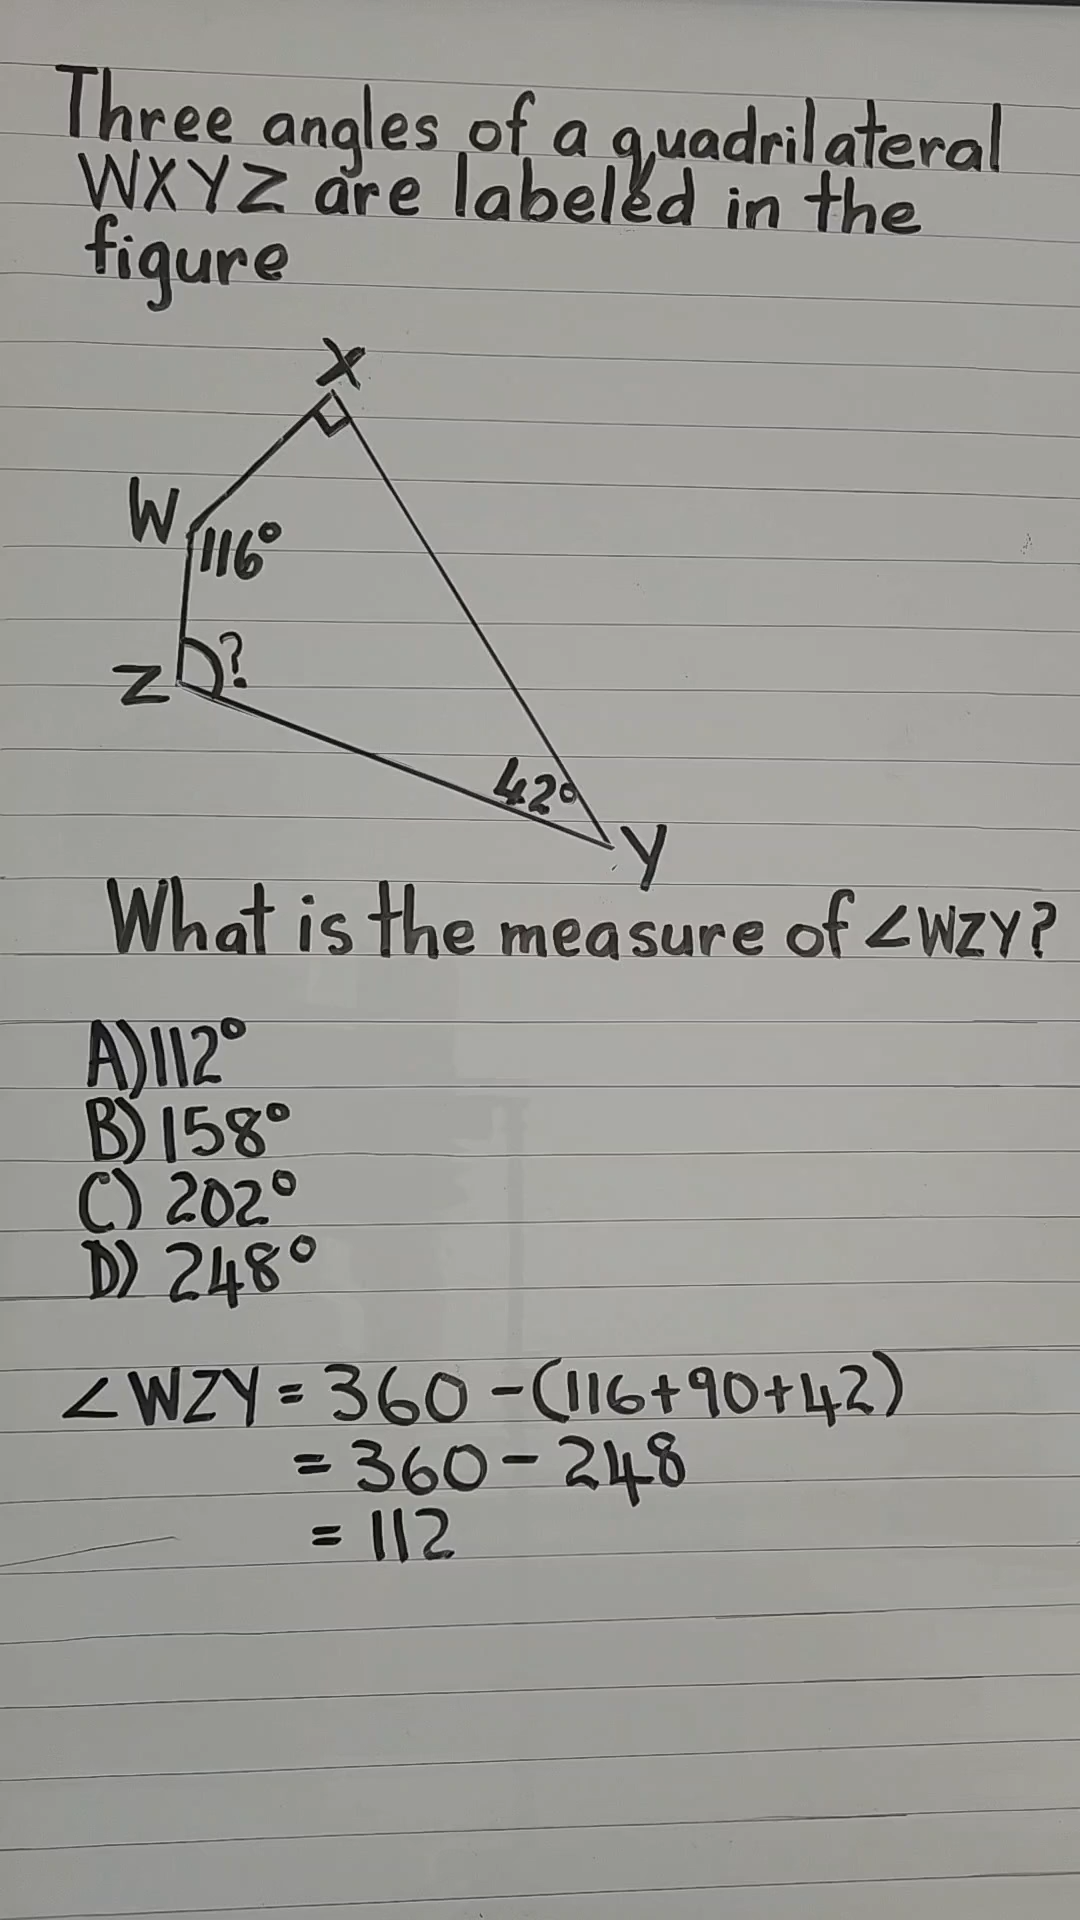 Three angles of a quadrilateral
WXYZ are labeled in the
figure
X
W
116°
Z
?
42°
Y
What is the measure of ∠WZY?
A) 112°
B) 158°
C) 202°
D) 248°
∠WZY = 360 - (116+90+42)
= 360 - 248
= 112